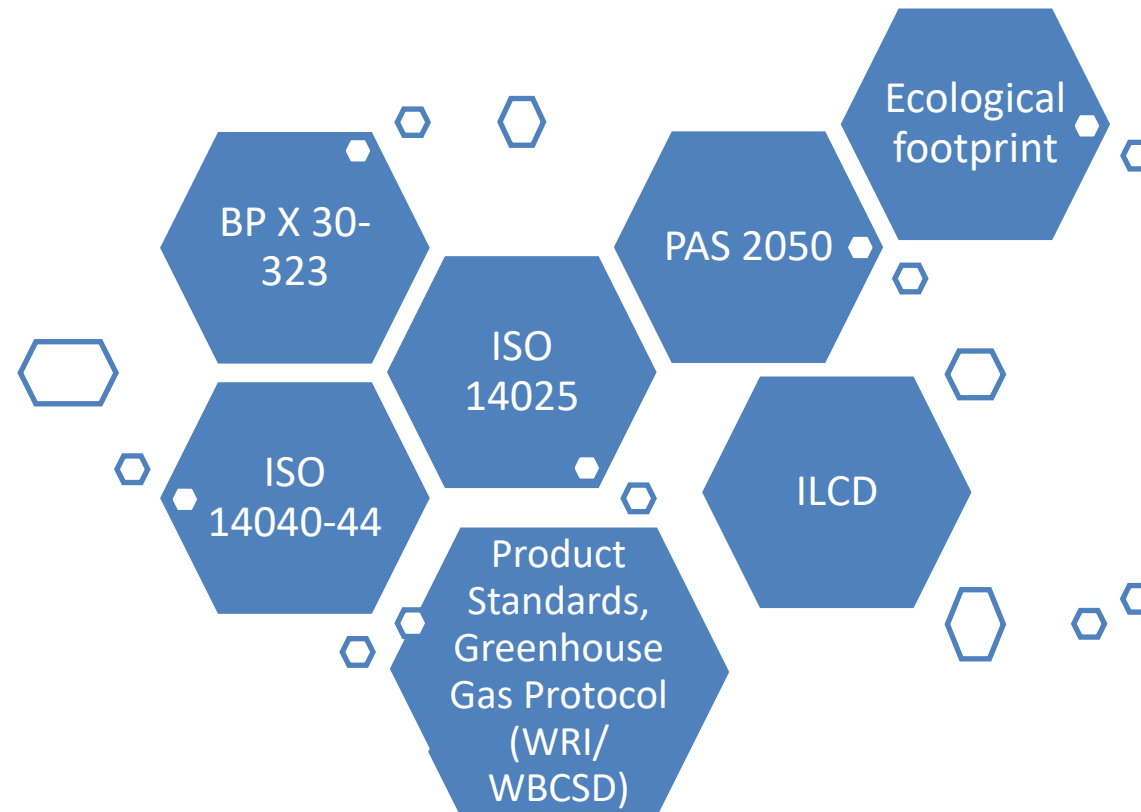 Ecological
footprint
BP X 30-
323
PAS 2050
ISO
14025
ISO
14040-44
ILCD
Product
Standards,
Greenhouse
Gas Protocol
(WRI/
WBCSD)